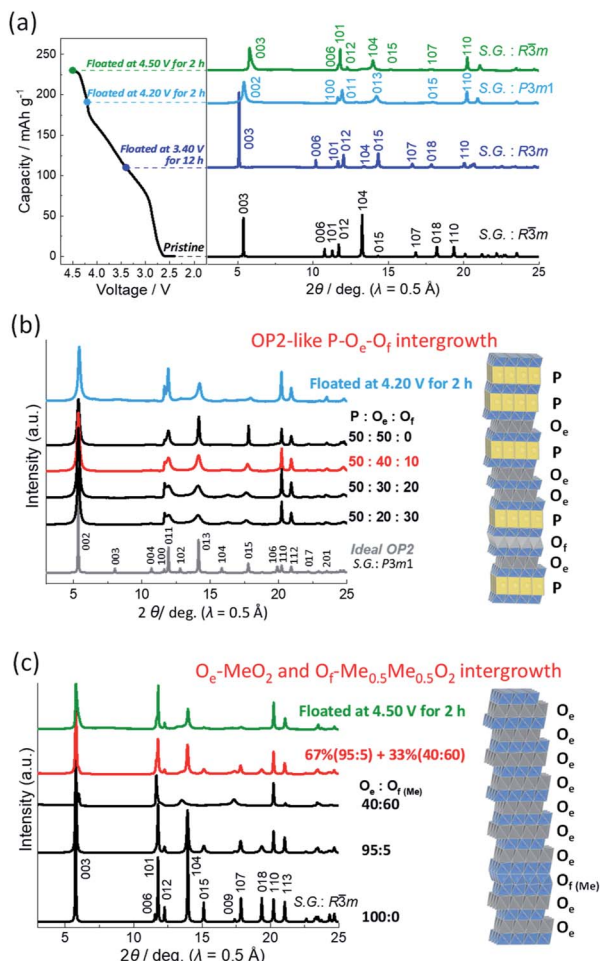 (a)
250
200
150
100
50
0
Capacity / mAh g⁻¹
4.5 4.0 3.5 3.0 2.5 2.0
Voltage / V
Floated at 4.50 V for 2 h
Floated at 4.20 V for 2 h
Floated at 3.40 V
for 12 h
Pristine
003 006 101 012 104 015 107 110 S.G. : R3̅m
002 100 011 013 015 110 S.G. : P3m1
003 006 101 012 104 015 107 018 110 S.G. : R3m
003 006 101 012 104 015 107 018 110 S.G. : R3̅m
5 10 15 20 25
2θ / deg. (λ = 0.5 Å)
(b)
OP2-like P-Oₑ-O_f intergrowth
Intensity (a.u.)
Floated at 4.20 V for 2 h
P : Oₑ : O_f
50 : 50 : 0
50 : 40 : 10
50 : 30 : 20
50 : 20 : 30
Ideal OP2
S.G.: P3m1
002 003 004 100 011 102 013 104 015 106 110 112 017 201
5 10 15 20 25
2 θ/ deg. (λ = 0.5 Å)
P
P
Oₑ
P
Oₑ
Oₑ
P
O_f
Oₑ
P
(c)
Oₑ-MeO₂ and O_f-Me₀.₅Me₀.₅O₂ intergrowth
Intensity (a.u.)
Floated at 4.50 V for 2 h
67%(95:5) + 33%(40:60)
Oₑ : O_f (Me)
40:60
95:5
S.G.: R3̅m
100:0
003 006 101 012 104 015 009 107 018 110 113
5 10 15 20 25
2θ/ deg. (λ = 0.5 Å)
Oₑ
Oₑ
Oₑ
Oₑ
Oₑ
Oₑ
Oₑ
O_f (Me)
Oₑ